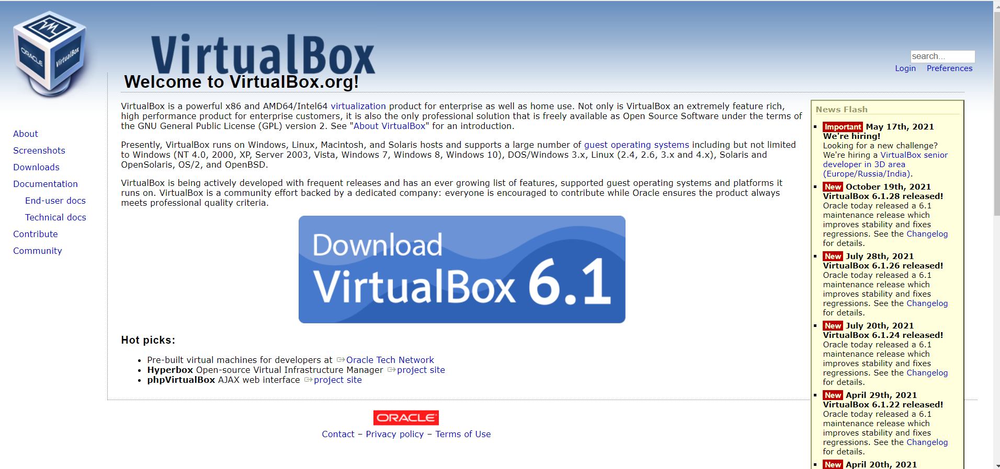 ORACLE
VirtualBox
VirtualBox
search...
Login Preferences
Welcome to VirtualBox.org!
About
Screenshots
Downloads
Documentation
End-user docs
Technical docs
Contribute
Community
VirtualBox is a powerful x86 and AMD64/Intel64 virtualization product for enterprise as well as home use. Not only is VirtualBox an extremely feature rich,
high performance product for enterprise customers, it is also the only professional solution that is freely available as Open Source Software under the terms of
the GNU General Public License (GPL) version 2. See "About VirtualBox" for an introduction.
Presently, VirtualBox runs on Windows, Linux, Macintosh, and Solaris hosts and supports a large number of guest operating systems including but not limited
to Windows (NT 4.0, 2000, XP, Server 2003, Vista, Windows 7, Windows 8, Windows 10), DOS/Windows 3.x, Linux (2.4, 2.6, 3.x and 4.x), Solaris and
OpenSolaris, OS/2, and OpenBSD.
VirtualBox is being actively developed with frequent releases and has an ever growing list of features, supported guest operating systems and platforms it
runs on. VirtualBox is a community effort backed by a dedicated company: everyone is encouraged to contribute while Oracle ensures the product always
meets professional quality criteria.
Download
VirtualBox 6.1
Hot picks:
Pre-built virtual machines for developers at Oracle Tech Network
Hyperbox Open-source Virtual Infrastructure Manager project site
phpVirtualBox AJAX web interface project site
News Flash
Important May 17th, 2021
We're hiring!
Looking for a new challenge?
We're hiring a VirtualBox senior
developer in 3D area
(Europe/Russia/India).
New October 19th, 2021
VirtualBox 6.1.28 released!
Oracle today released a 6.1
maintenance release which
improves stability and fixes
regressions. See the Changelog
for details.
New July 28th, 2021
VirtualBox 6.1.26 released!
Oracle today released a 6.1
maintenance release which
improves stability and fixes
regressions. See the Changelog
for details.
New July 20th, 2021
VirtualBox 6.1.24 released!
Oracle today released a 6.1
maintenance release which
improves stability and fixes
regressions. See the Changelog
for details.
New April 29th, 2021
VirtualBox 6.1.22 released!
Oracle today released a 6.1
maintenance release which
improves stability and fixes
regressions. See the Changelog
for details.
New April 20th, 2021
ORACLE
Contact – Privacy policy – Terms of Use